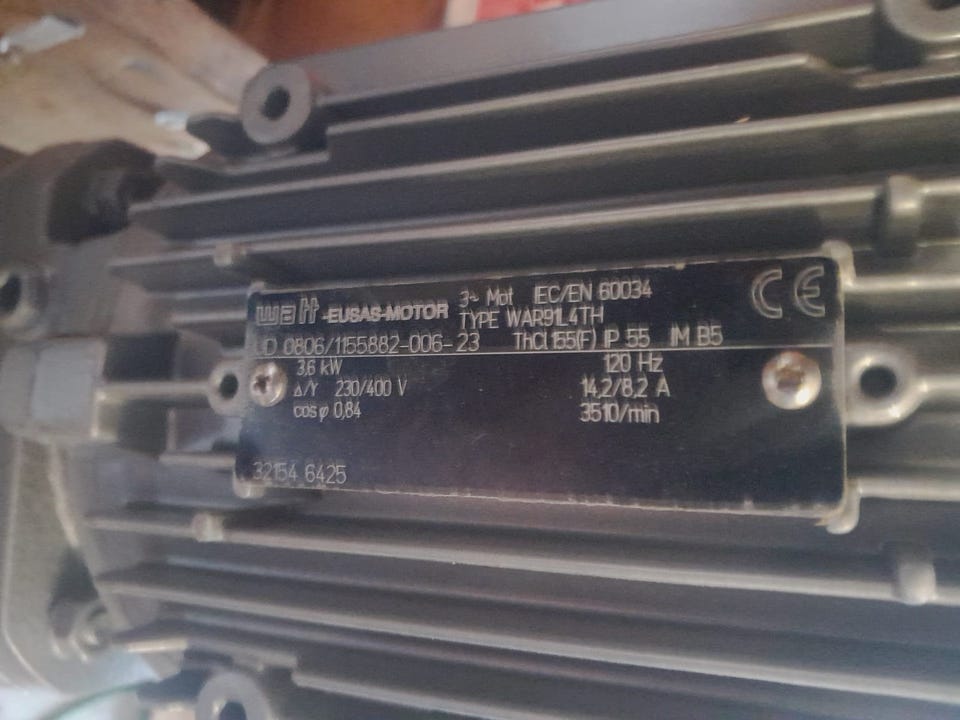 watt-EUSAS-MOTOR 3~ Mot IEC/EN 60034
TYPE WAR91L4TH
UD 0806/1155882-006-23 ThCl.155(F) IP 55 IM B5
3,6 kW 120 Hz
Δ/Y 230/400 V 14,2/8,2 A
cosφ 0,84 3510/min
32154 6425
CE